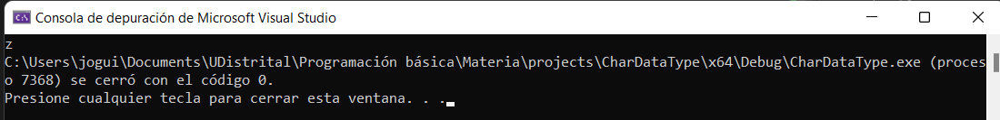 Consola de depuración de Microsoft Visual Studio
z
C:\Users\jogui\Documents\UDistrital\Programación básica\Materia\projects\CharDataType\x64\Debug\CharDataType.exe (proces
o 7368) se cerró con el código 0.
Presione cualquier tecla para cerrar esta ventana. . .